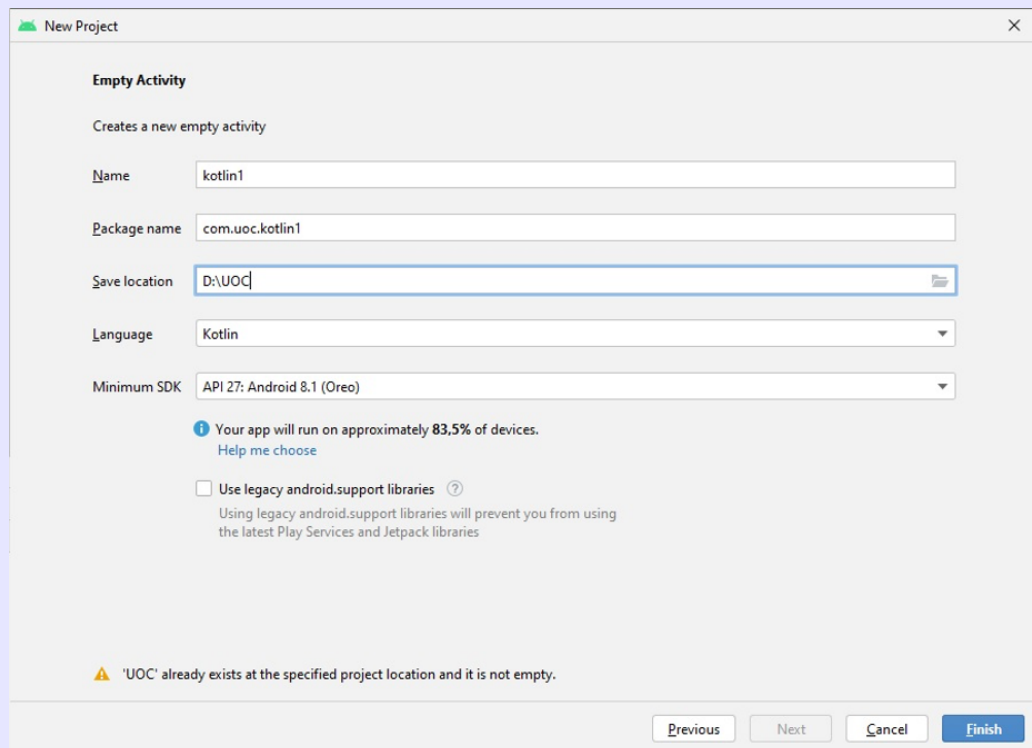 New Project
Empty Activity
Creates a new empty activity
Name kotlin1
Package name com.uoc.kotlin1
Save location D:\UOC
Language Kotlin
Minimum SDK API 27: Android 8.1 (Oreo)
Your app will run on approximately 83,5% of devices.
Help me choose
Use legacy android.support libraries ?
Using legacy android.support libraries will prevent you from using
the latest Play Services and Jetpack libraries
'UOC' already exists at the specified project location and it is not empty.
Previous Next Cancel Finish